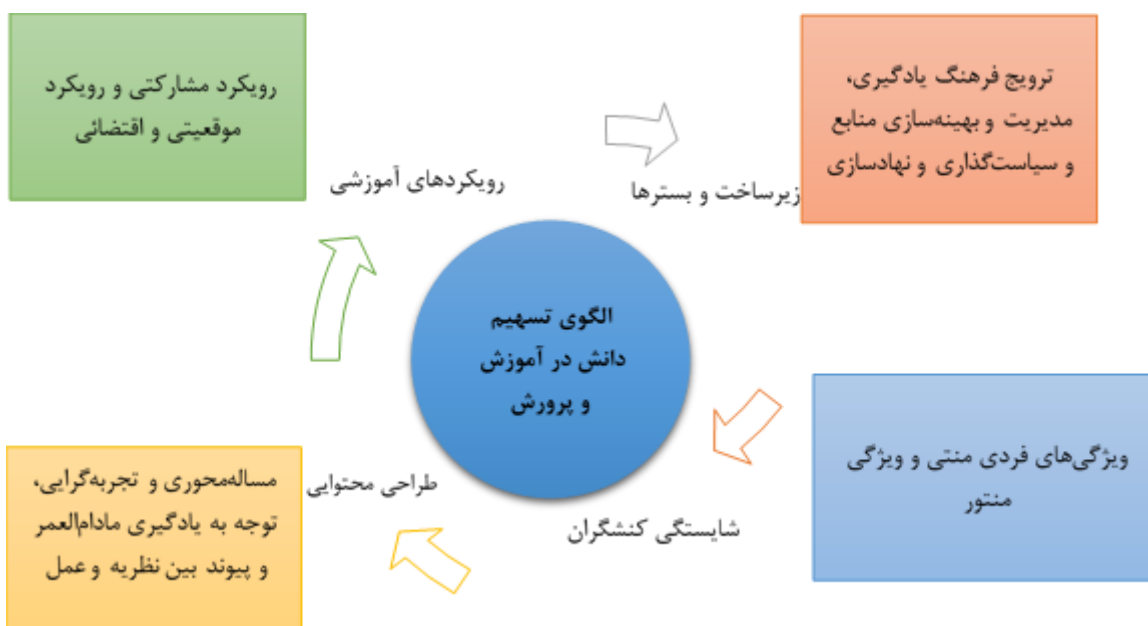 ترویج فرهنگ یادگیری،
مدیریت و بهینه‌سازی منابع
و سیاست‌گذاری و نهادسازی
زیرساخت و بسترها
رویکرد مشارکتی و رویکرد
موقعیتی و اقتضائی
رویکردهای آموزشی
الگوی تسهیم
دانش در آموزش
و پرورش
ویژگی‌های فردی منتی و ویژگی
منتور
شایستگی کنشگران
مساله‌محوری و تجربه‌گرایی،
توجه به یادگیری مادام‌العمر
و پیوند بین نظریه و عمل
طراحی محتوایی